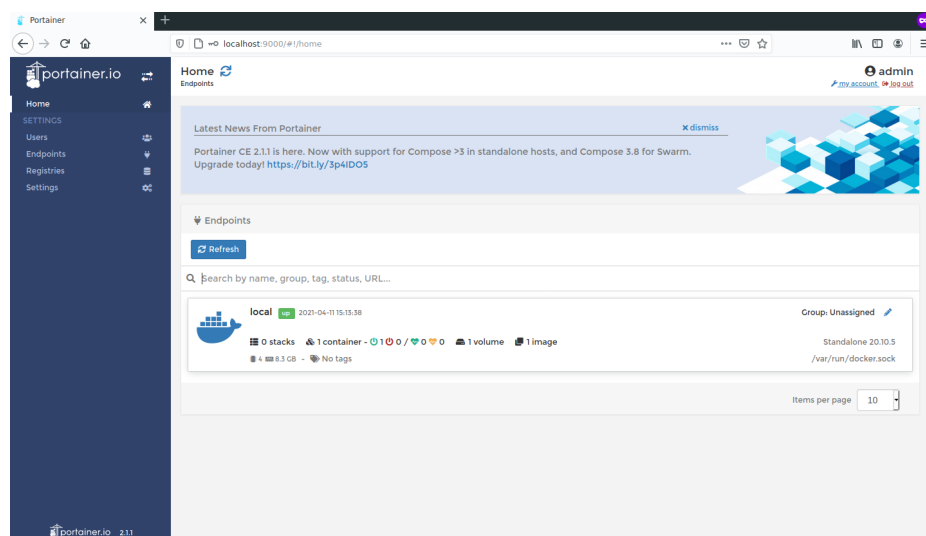 Portainer
localhost:9000/#!/home
portainer.io
Home
SETTINGS
Users
Endpoints
Registries
Settings
portainer.io 2.1.1
Home
Endpoints
admin
my account log out
Latest News From Portainer
dismiss
Portainer CE 2.1.1 is here. Now with support for Compose >3 in standalone hosts, and Compose 3.8 for Swarm.
Upgrade today! https://bit.ly/3p4IDO5
Endpoints
Refresh
Search by name, group, tag, status, URL...
local up 2021-04-11 15:13:38 Group: Unassigned
0 stacks 1 container - 1 0 / 0 0 1 volume 1 image Standalone 20.10.5
4 8.3 GB - No tags /var/run/docker.sock
Items per page 10